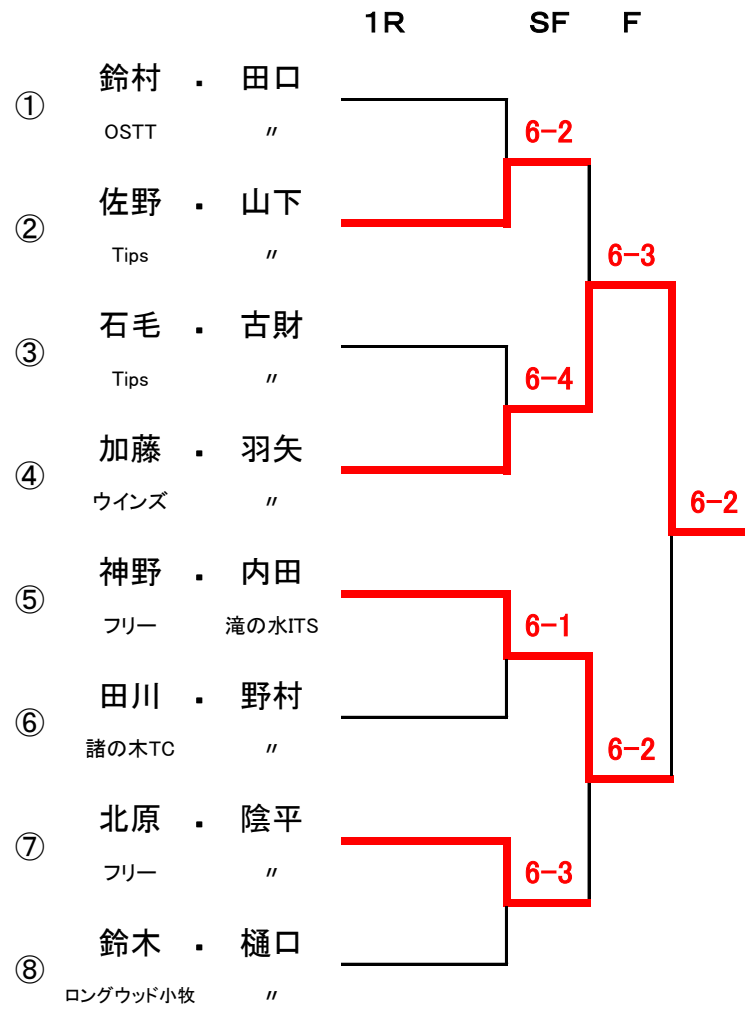 1R SF F
鈴村 . 田口
①
OSTT 〃
6-2
佐野 . 山下
②
Tips 〃
6-3
石毛 . 古財
③
Tips 〃
6-4
加藤 . 羽矢
④
ウインズ 〃
6-2
神野 . 内田
⑤
フリー 滝の水ITS
6-1
田川 . 野村
⑥
諸の木TC 〃
6-2
北原 . 陰平
⑦
フリー 〃
6-3
鈴木 . 樋口
⑧
ロングウッド小牧 〃